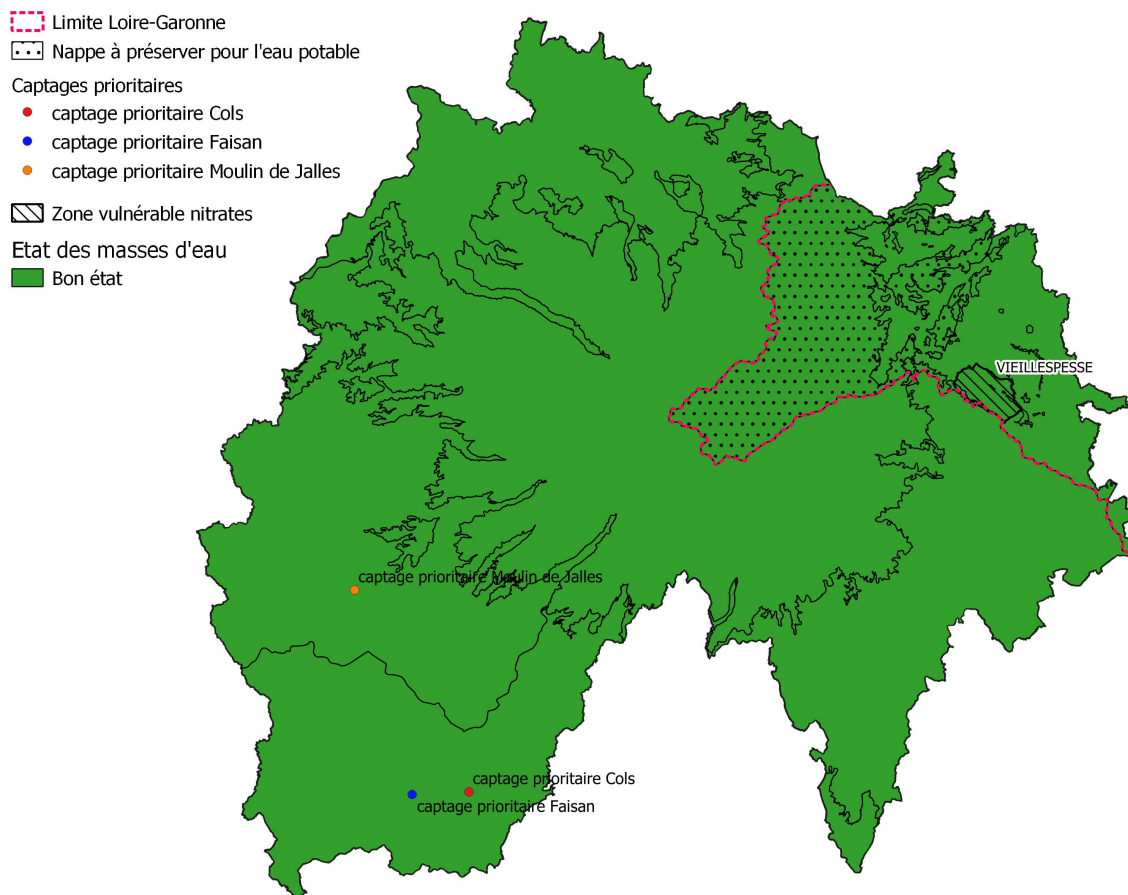 Limite Loire-Garonne
Nappe à préserver pour l'eau potable
Captages prioritaires
captage prioritaire Cols
captage prioritaire Faisan
captage prioritaire Moulin de Jalles
Zone vulnérable nitrates
Etat des masses d'eau
Bon état
VIEILLESPESSE
captage prioritaire Moulin de Jalles
captage prioritaire Cols
captage prioritaire Faisan